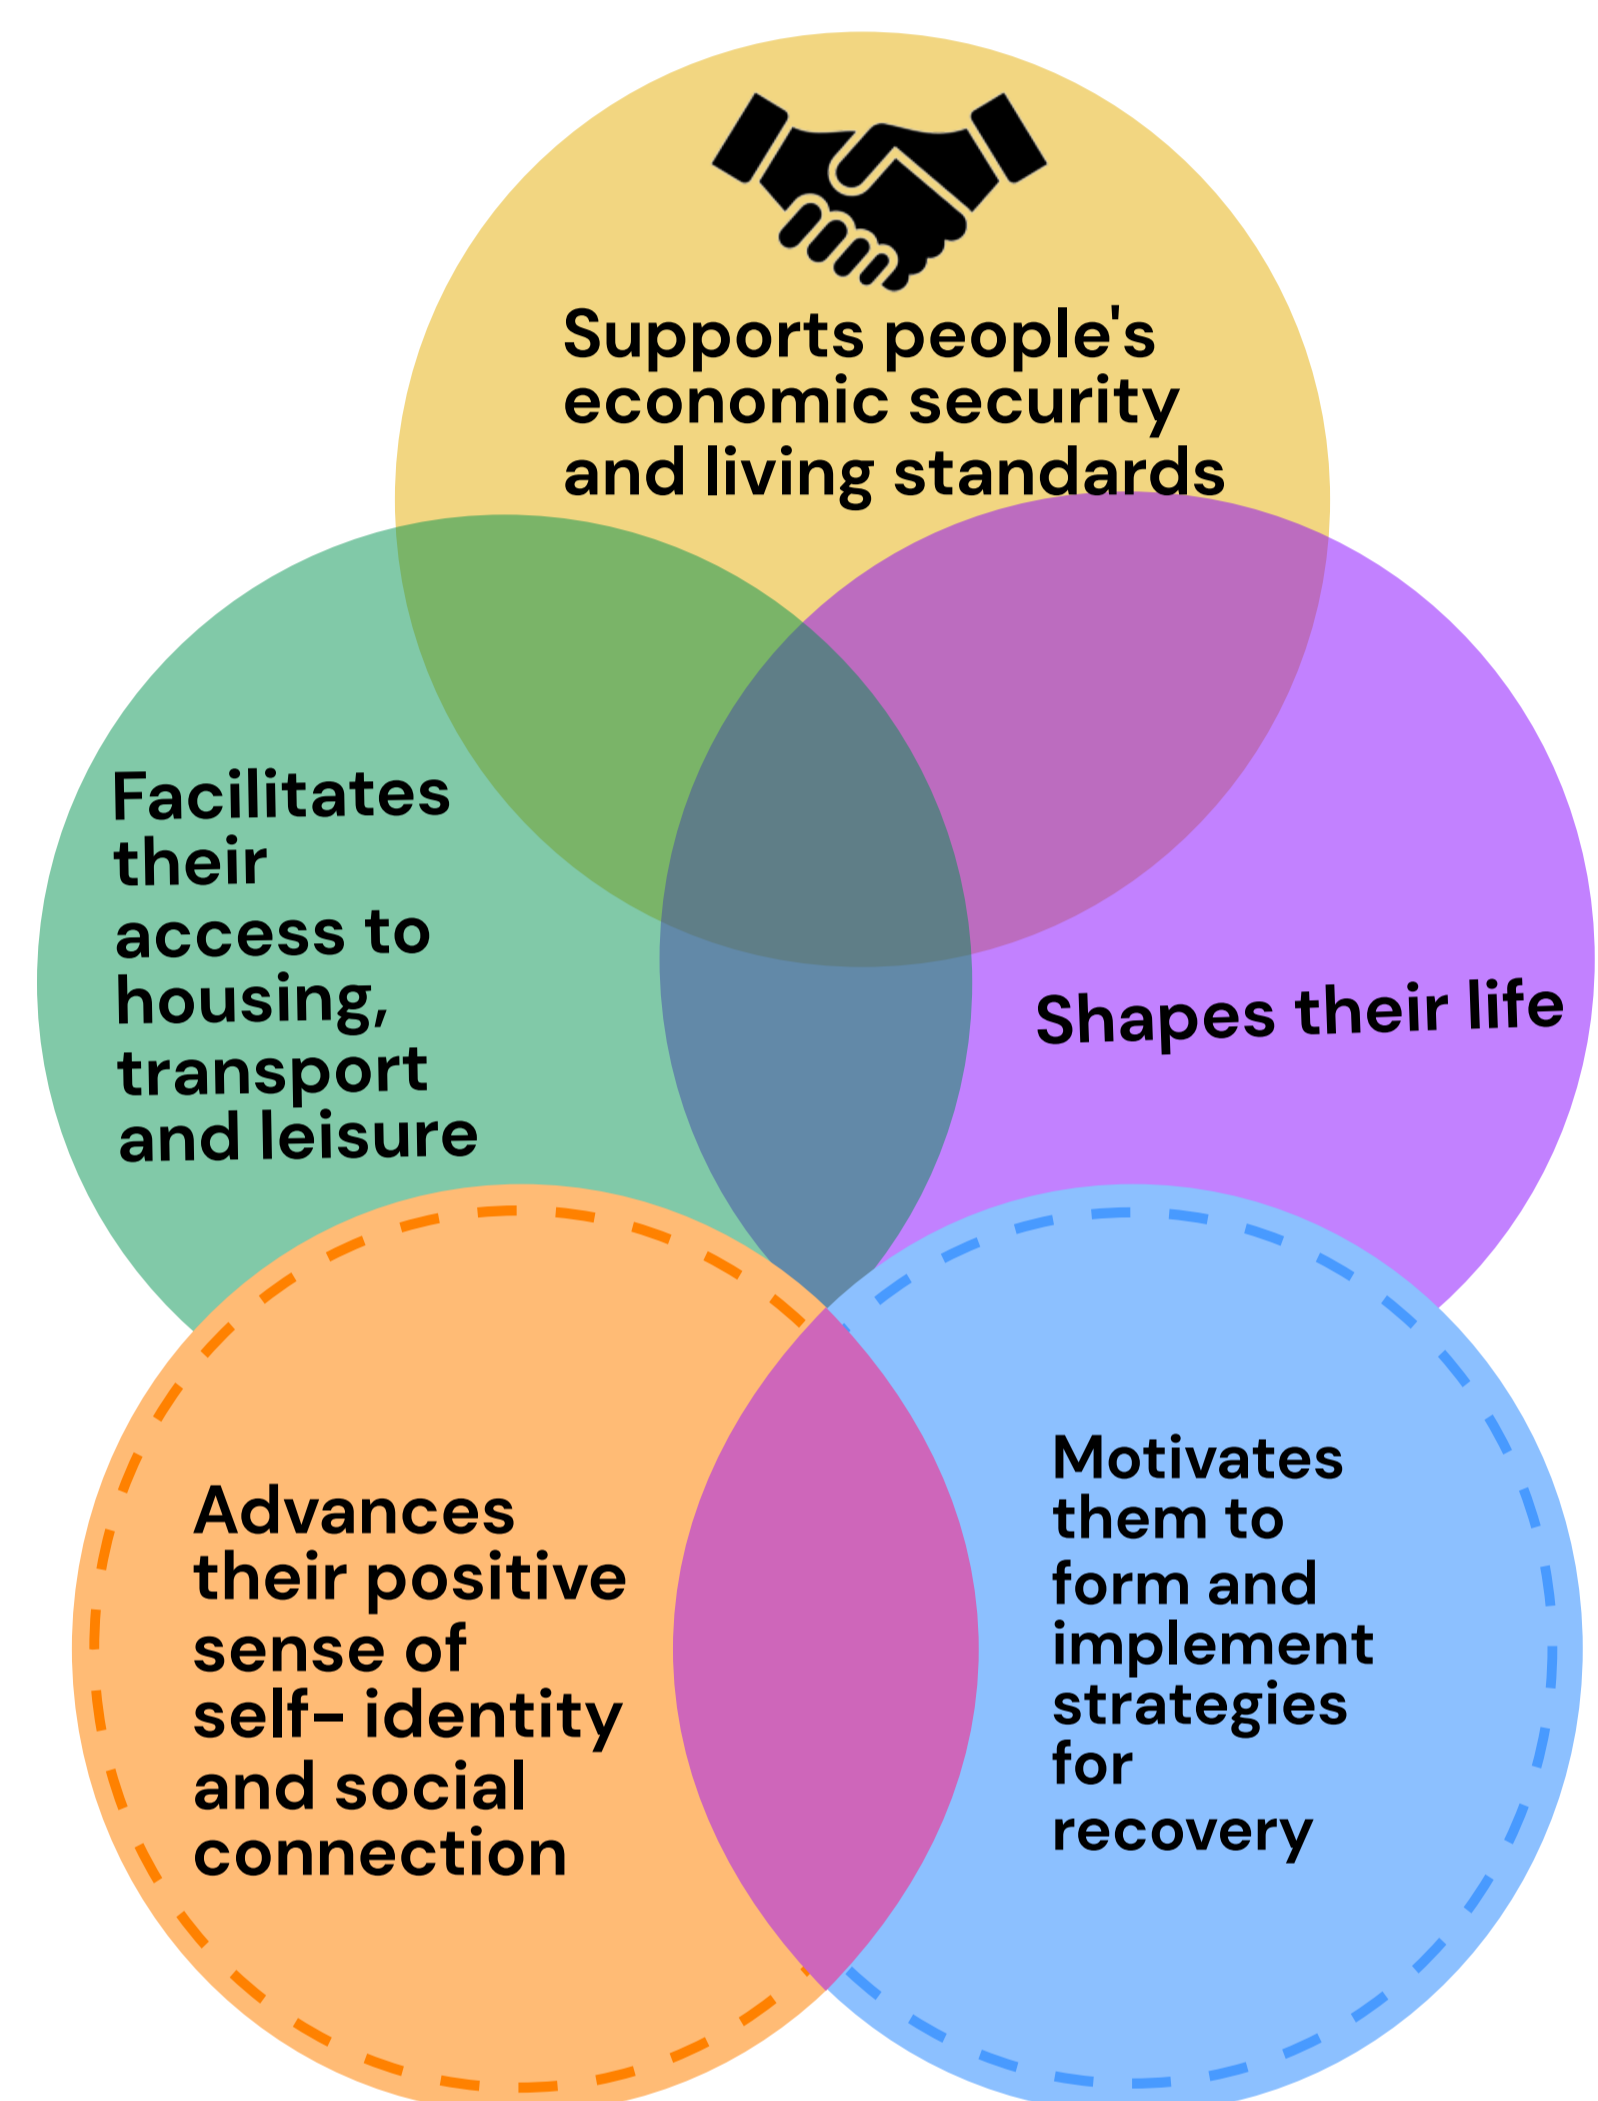 Supports people's
economic security
and living standards
Facilitates
their
access to
housing,
transport
and leisure
Shapes their life
Advances
their positive
sense of
self- identity
and social
connection
Motivates
them to
form and
implement
strategies
for
recovery